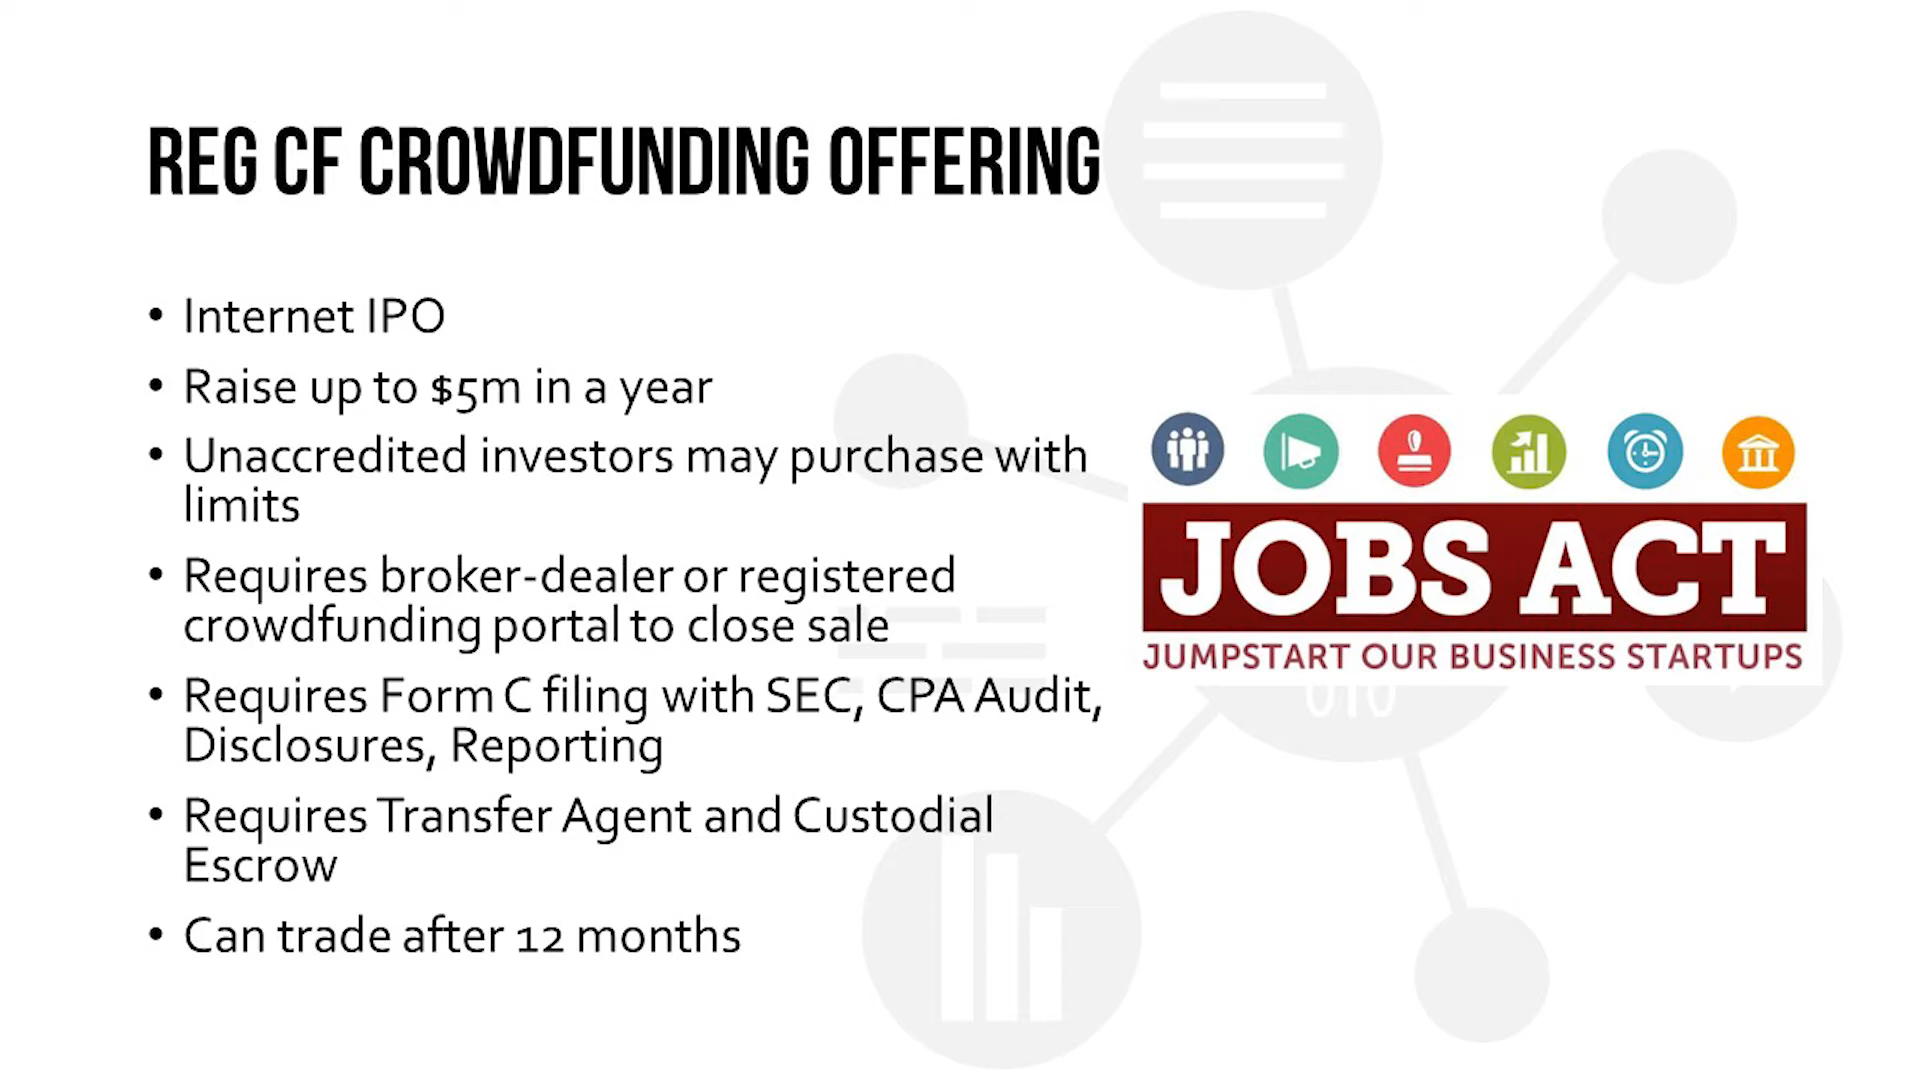 REG CF CROWDFUNDING OFFERING
• Internet IPO
• Raise up to $5m in a year
• Unaccredited investors may purchase with
limits
• Requires broker-dealer or registered
crowdfunding portal to close sale
• Requires Form C filing with SEC, CPA Audit,
Disclosures, Reporting
• Requires Transfer Agent and Custodial
Escrow
• Can trade after 12 months
JOBS ACT
JUMPSTART OUR BUSINESS STARTUPS